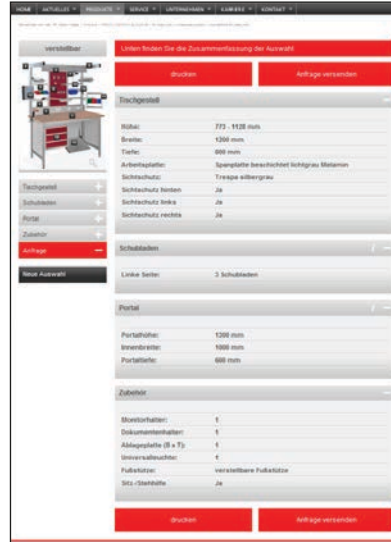 HOME AKTUELLES PRODUKTE SERVICE UNTERNEHMEN KARRIERE KONTAKT
verstellbar
Unten finden Sie die Zusammenfassung der Auswahl
drucken Anfrage versenden
Tischgestell
Höhe: 773 - 1125 mm
Breite: 1200 mm
Tiefe: 600 mm
Arbeitsplatte: Spanplatte beschichtet lichtgrau Melamin
Sichtschutz: Trespa silbergrau
Sichtschutz hinten Ja
Sichtschutz links Ja
Sichtschutz rechts Ja
Tischgestell
Schubladen
Portal
Zubehör
Anfrage
Neue Auswahl
Schubladen
Linke Seite: 3 Schubladen
Portal
Portalhöhe: 1300 mm
Innenbreite: 1000 mm
Portaltiefe: 600 mm
Zubehör
Monitorhalter: 1
Dokumentenhalter: 1
Ablageplatte (B x T): 1
Universalleuchte: 1
Fußstütze: verstellbare Fußstütze
Sitz-/Stehhilfe Ja
drucken Anfrage versenden